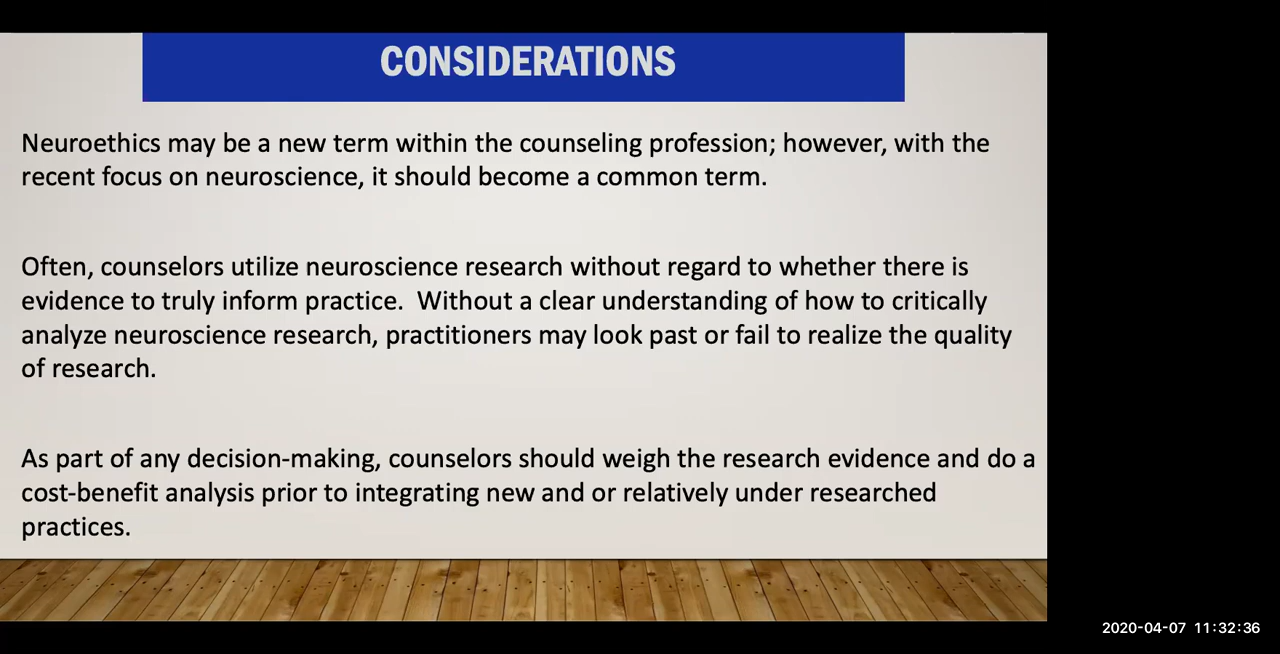 CONSIDERATIONS
Neuroethics may be a new term within the counseling profession; however, with the
recent focus on neuroscience, it should become a common term.
Often, counselors utilize neuroscience research without regard to whether there is
evidence to truly inform practice.  Without a clear understanding of how to critically
analyze neuroscience research, practitioners may look past or fail to realize the quality
of research.
As part of any decision-making, counselors should weigh the research evidence and do a
cost-benefit analysis prior to integrating new and or relatively under researched
practices.
2020-04-07 11:32:36